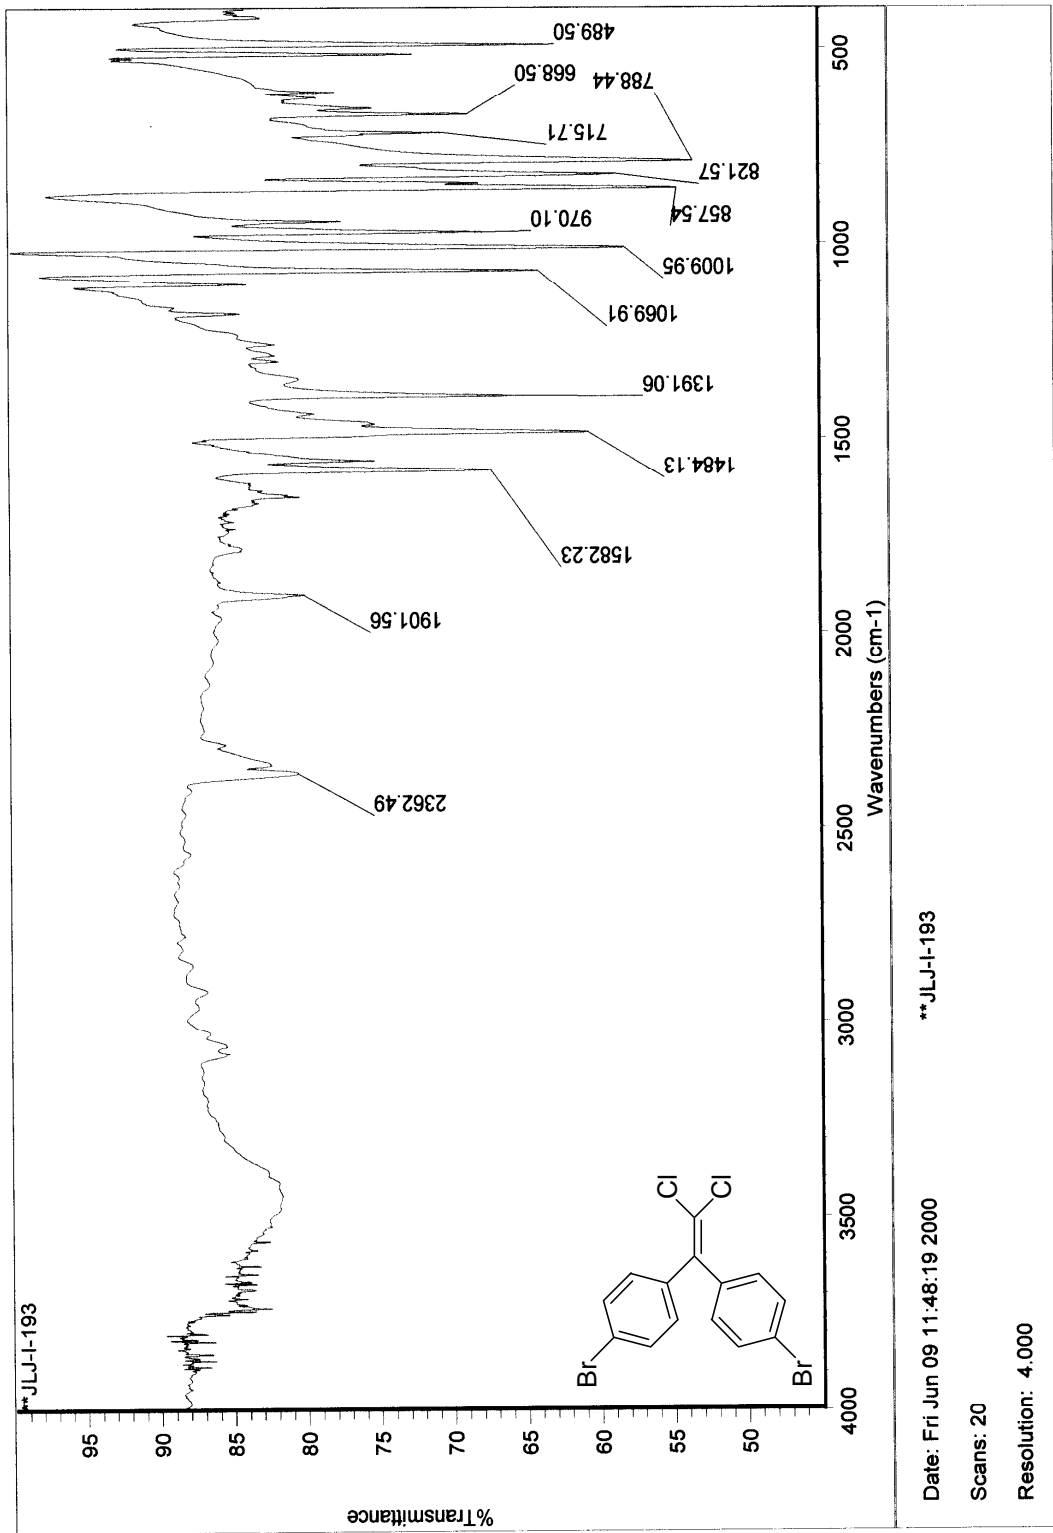 **JLJ-I-193
%Transmittance
95
90
85
80
75
70
65
60
55
50
4000
3500
3000
2500
2000
1500
1000
500
Wavenumbers (cm-1)
2362.49
1901.56
1582.23
1484.13
1391.06
1069.91
1009.95
970.10
857.54
821.57
788.44
715.71
668.50
489.50
Br
Br
Cl
Cl
Date: Fri Jun 09 11:48:19 2000
**JLJ-I-193
Scans: 20
Resolution: 4.000